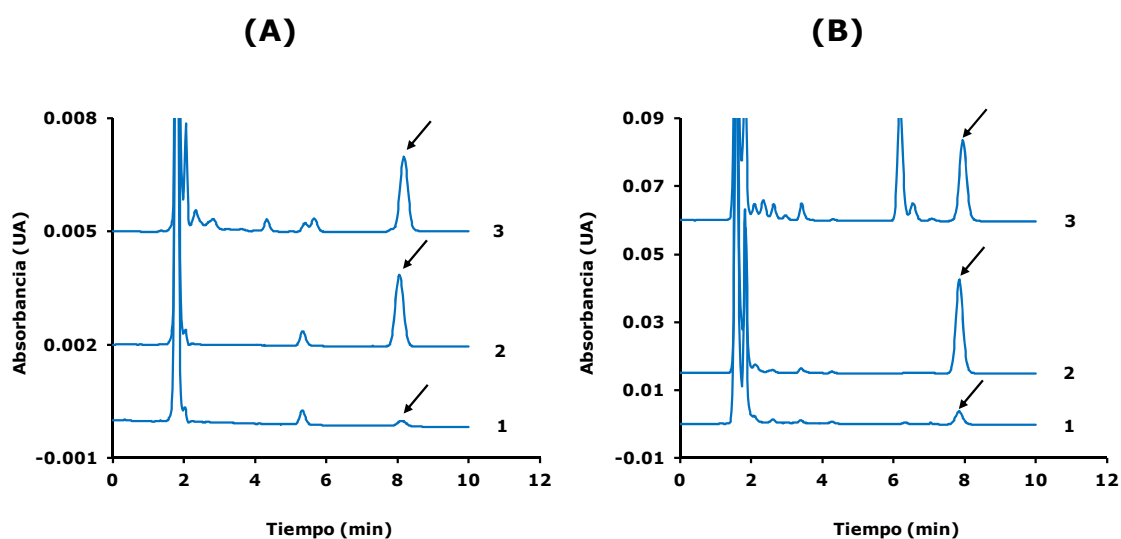 (A)
0.008
0.005
0.002
-0.001
Absorbancia (UA)
0 2 4 6 8 10 12
Tiempo (min)
3
2
1
(B)
0.09
0.07
0.05
0.03
0.01
-0.01
Absorbancia (UA)
0 2 4 6 8 10 12
Tiempo (min)
3
2
1